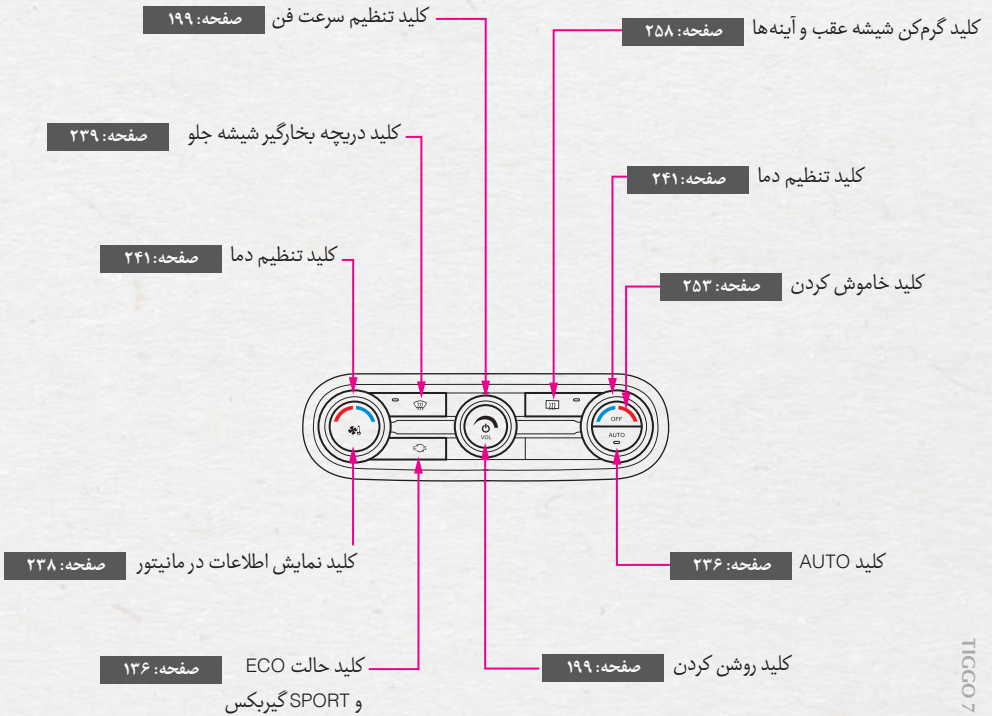 کلید گرم‌کن شیشه عقب و آینه‌ها صفحه: ۲۵۸
کلید تنظیم سرعت فن صفحه: ۱۹۹
کلید دریچه بخارگیر شیشه جلو صفحه: ۲۳۹
کلید تنظیم دما صفحه: ۲۴۱
کلید تنظیم دما صفحه: ۲۴۱
کلید خاموش کردن صفحه: ۲۵۳
OFF
AUTO
VOL
کلید AUTO صفحه: ۲۳۶
کلید نمایش اطلاعات در مانیتور صفحه: ۲۳۸
کلید روشن کردن صفحه: ۱۹۹
کلید حالت ECO صفحه: ۱۳۶
و SPORT گیربکس
TIGGO 7